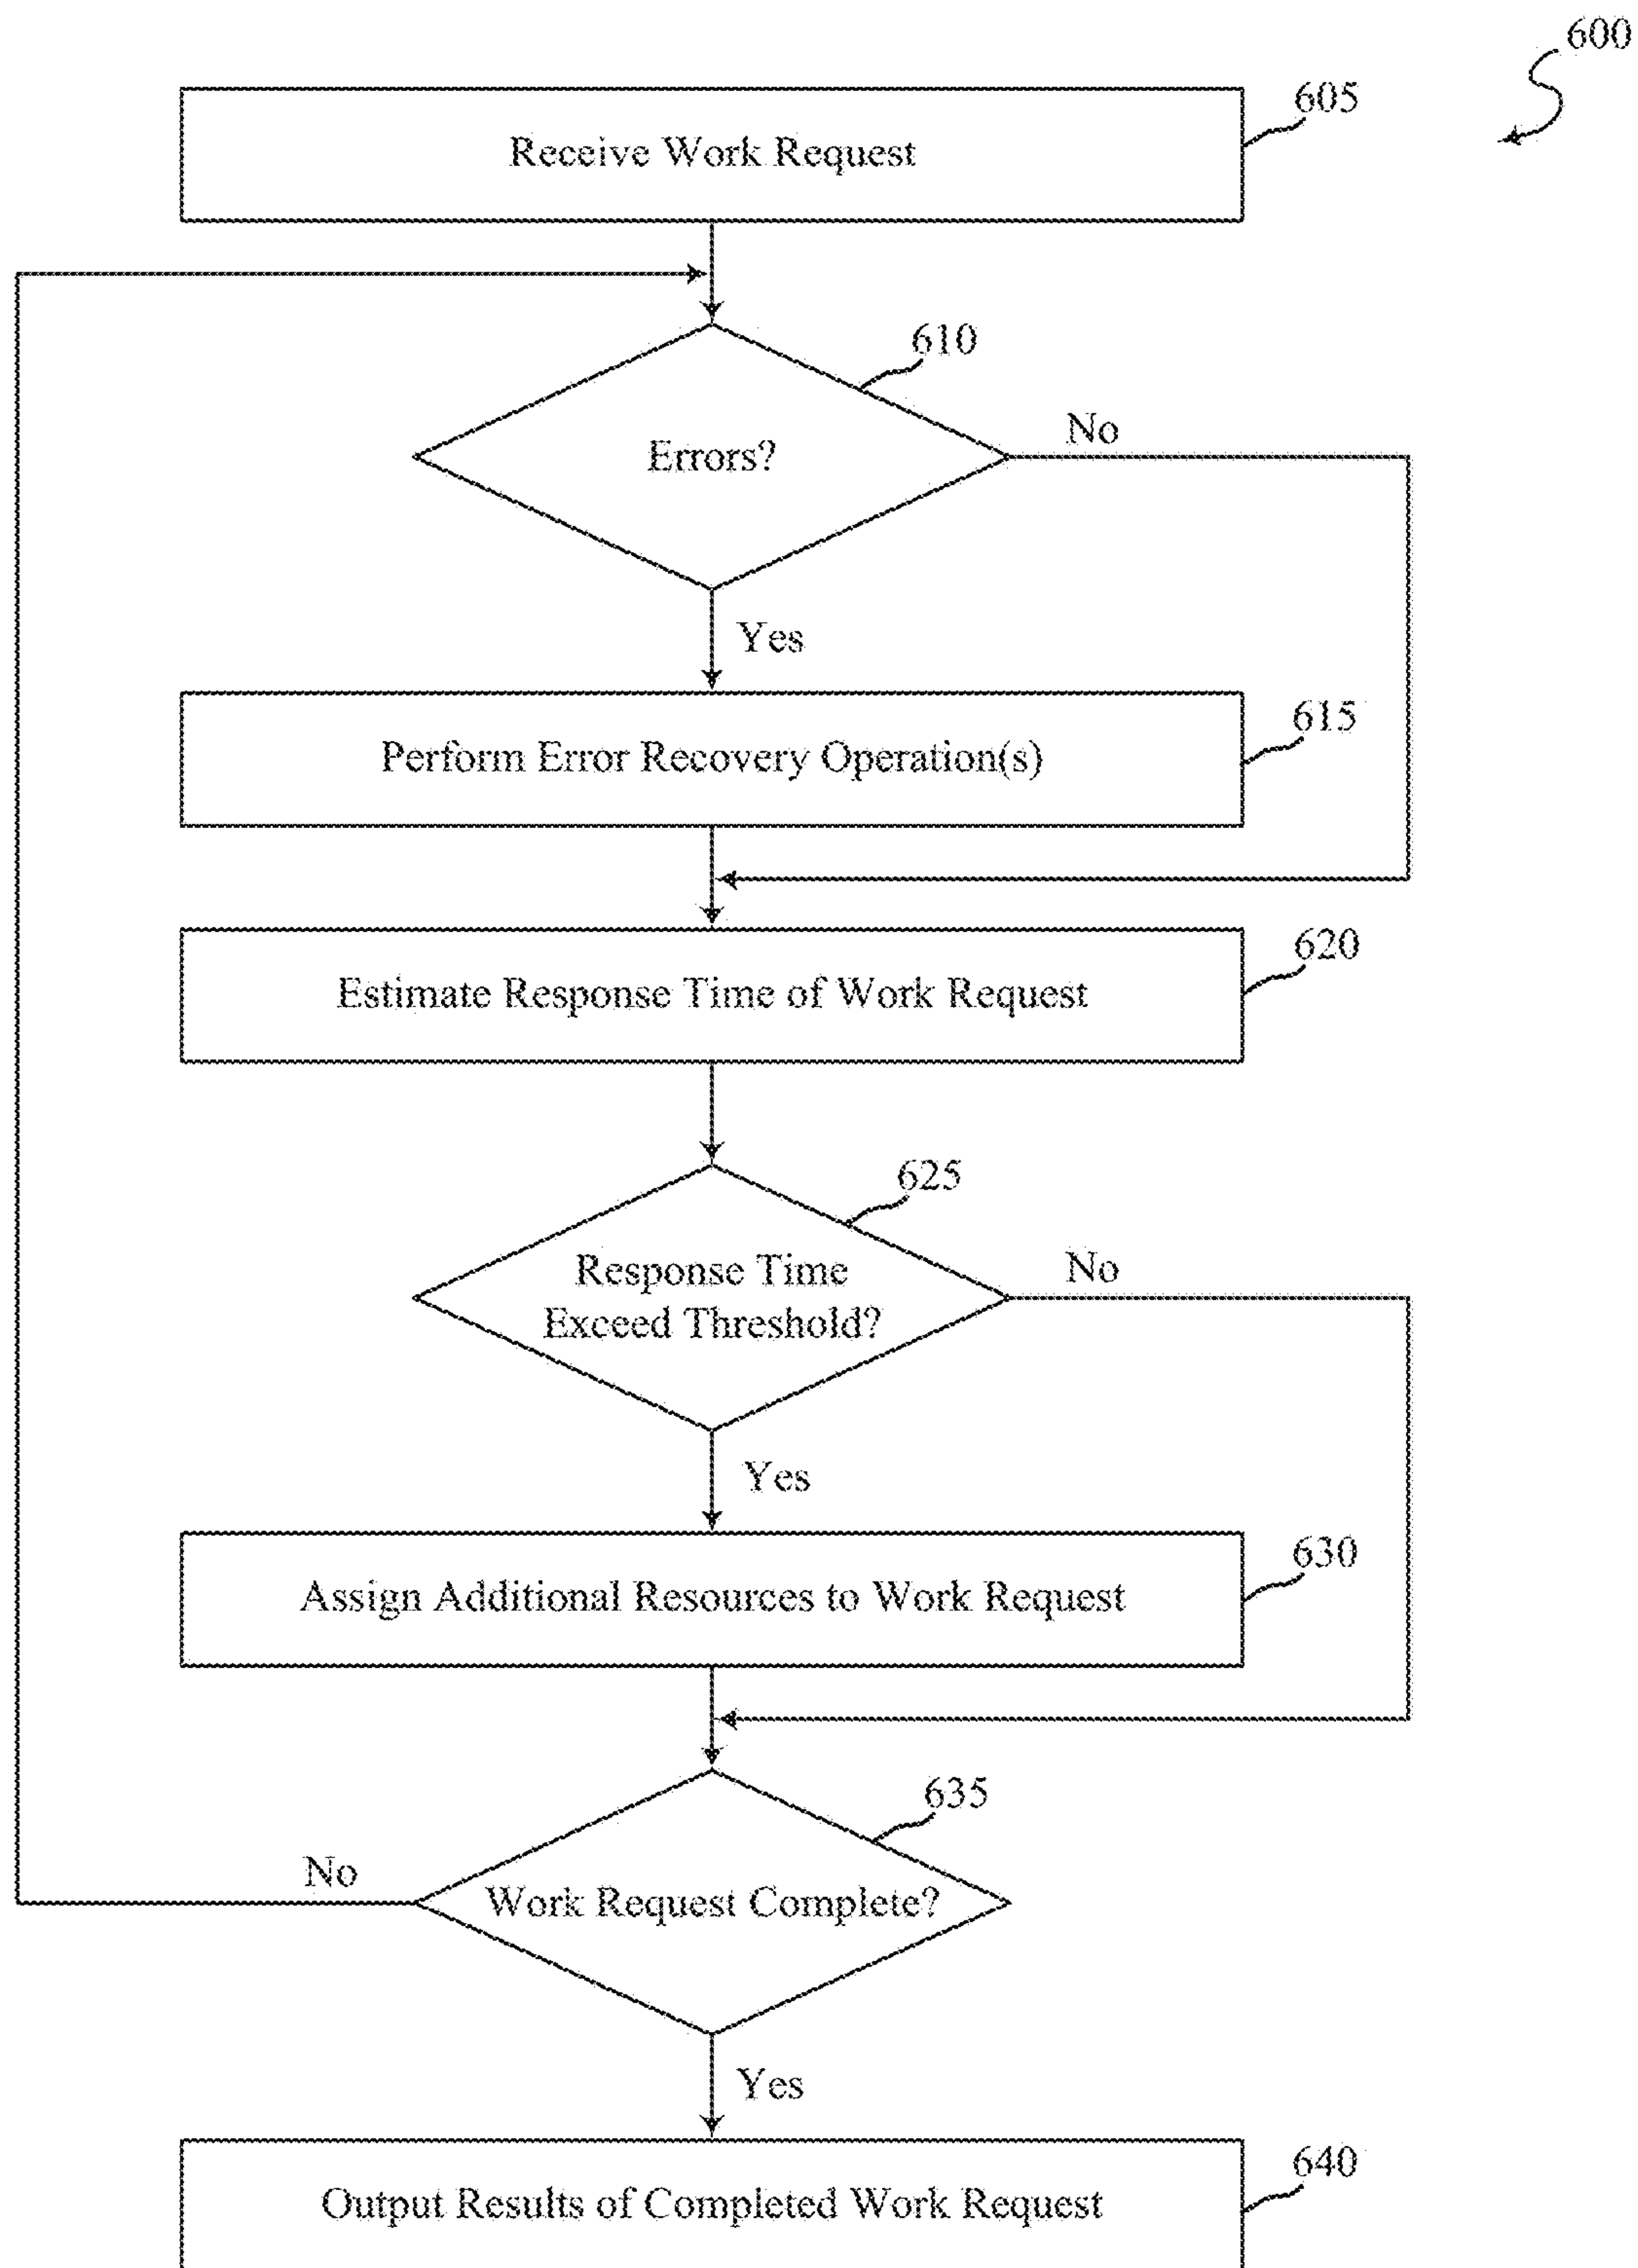 600
605
Receive Work Request
610
Errors?
No
Yes
615
Perform Error Recovery Operation(s)
620
Estimate Response Time of Work Request
625
Response Time
Exceed Threshold?
No
Yes
630
Assign Additional Resources to Work Request
635
No
Work Request Complete?
Yes
640
Output Results of Completed Work Request